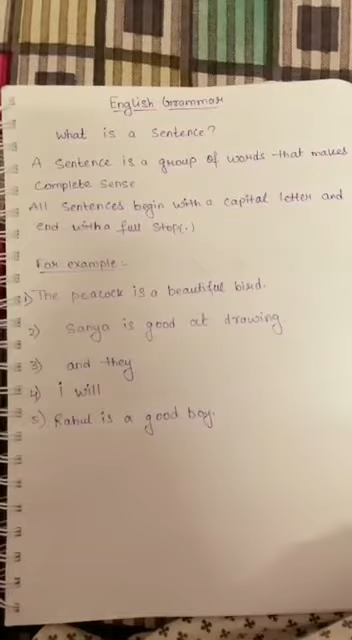 English Grammar
What is a Sentence?
A Sentence is a group of words that makes
complete sense
All sentences begin with a capital letter and
end with a full stop(.)
For example:-
1) The peacock is a beautiful bird.
2) Sanya is good at drawing.
3) and they
4) i will
5) Rahul is a good boy.